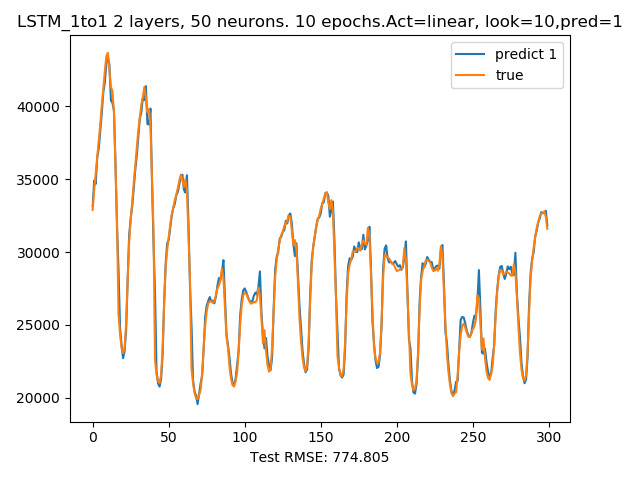 LSTM_1to1 2 layers, 50 neurons. 10 epochs.Act=linear, look=10,pred=1
predict 1
true
40000
35000
30000
25000
20000
0 50 100 150 200 250 300
Test RMSE: 774.805